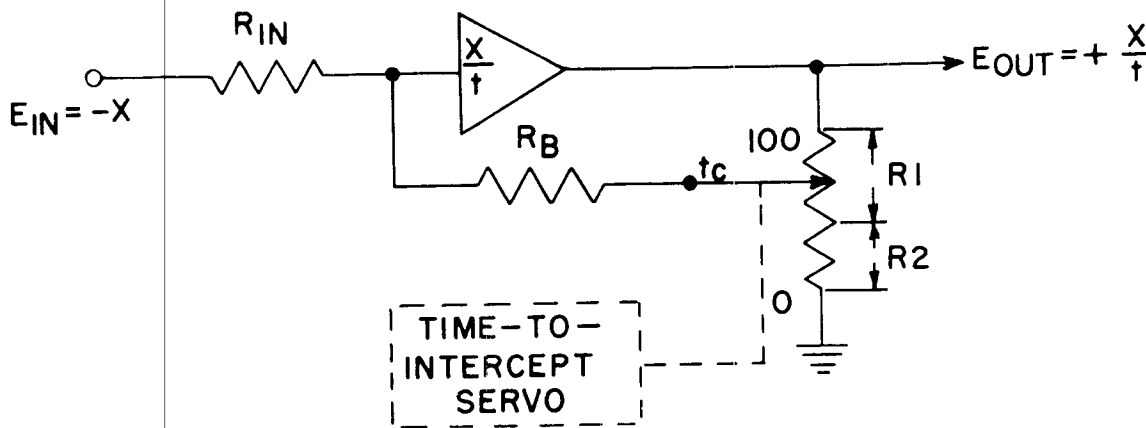 R_IN
X/t
E_OUT = + X/t
E_IN = -X
R_B
100
t_C
R1
R2
0
TIME-TO-
INTERCEPT
SERVO